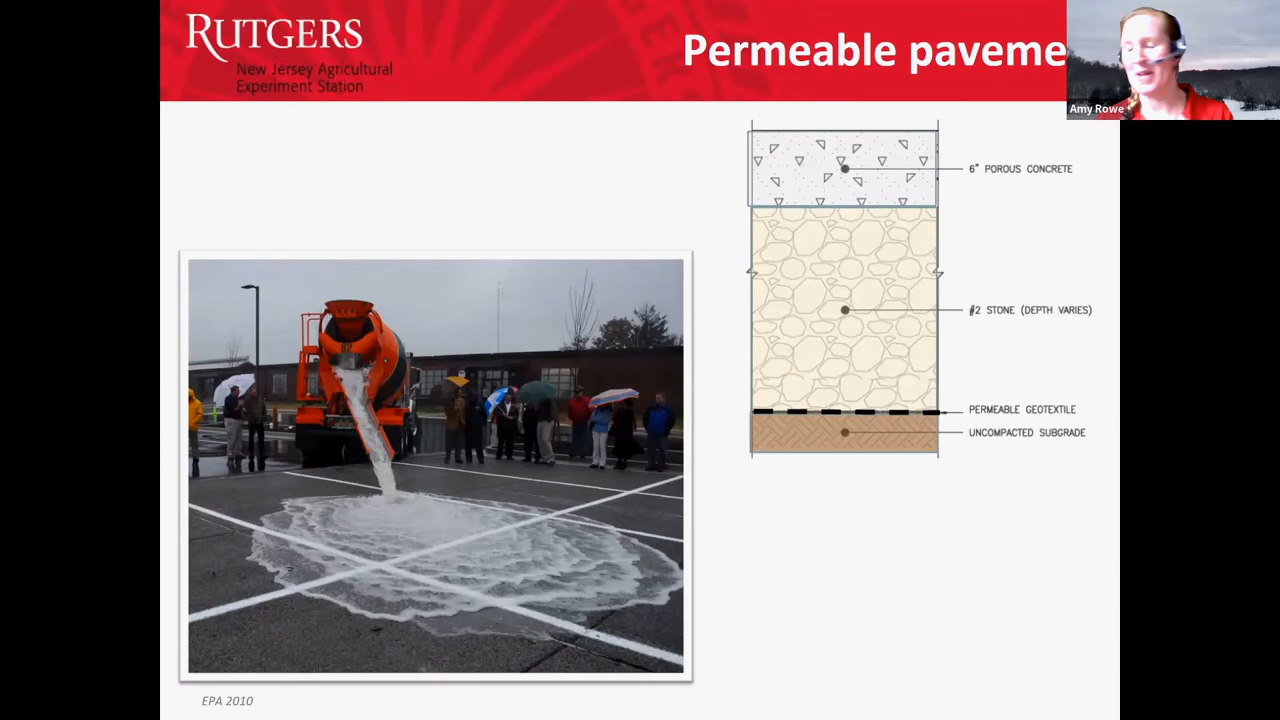 RUTGERS
New Jersey Agricultural
Experiment Station
Permeable paveme
Amy Rowe
6" POROUS CONCRETE
#2 STONE (DEPTH VARIES)
PERMEABLE GEOTEXTILE
UNCOMPACTED SUBGRADE
EPA 2010